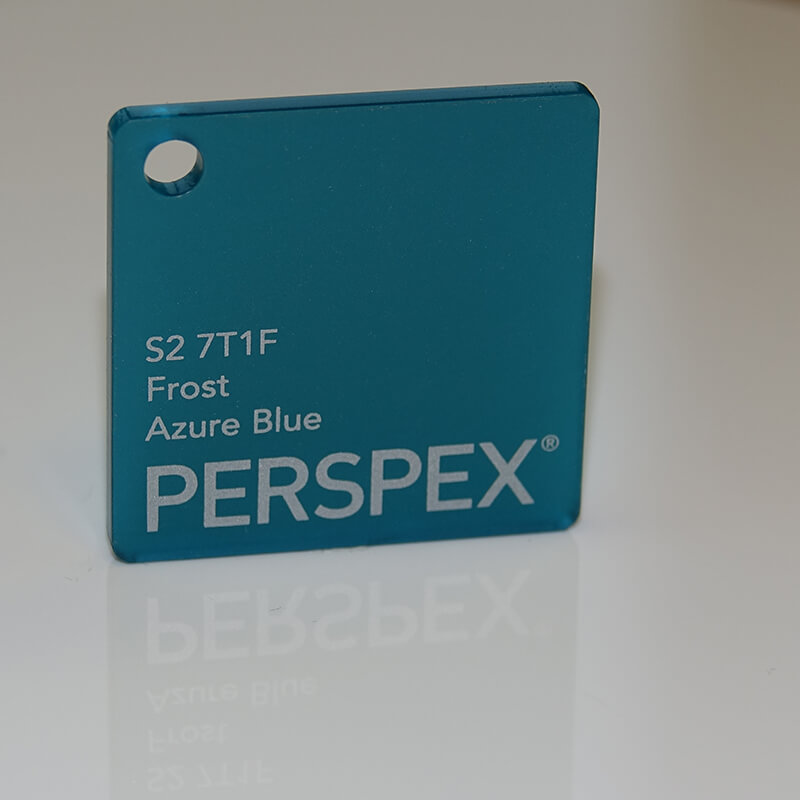 S2 7T1F
Frost
Azure Blue
PERSPEX®